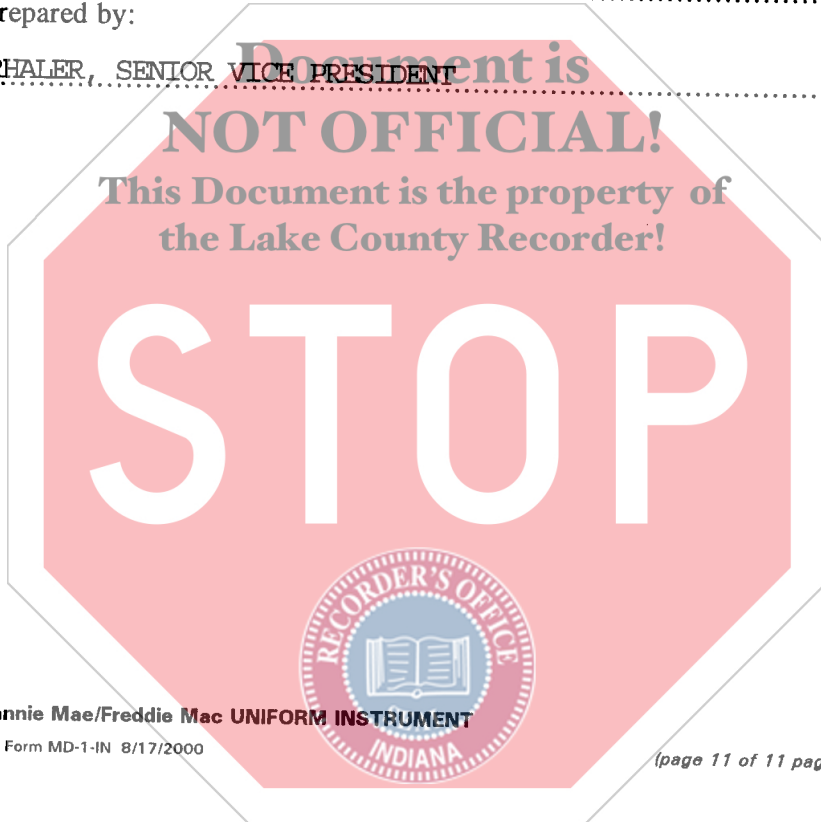 repared by:
HALER, SENIOR VICE PRESIDENT
Document is
NOT OFFICIAL!
This Document is the property of
the Lake County Recorder!
STOP
RECORDER'S OFFICE
INDIANA
nnie Mae/Freddie Mac UNIFORM INSTRUMENT
Form MD-1-IN 8/17/2000
(page 11 of 11 pag